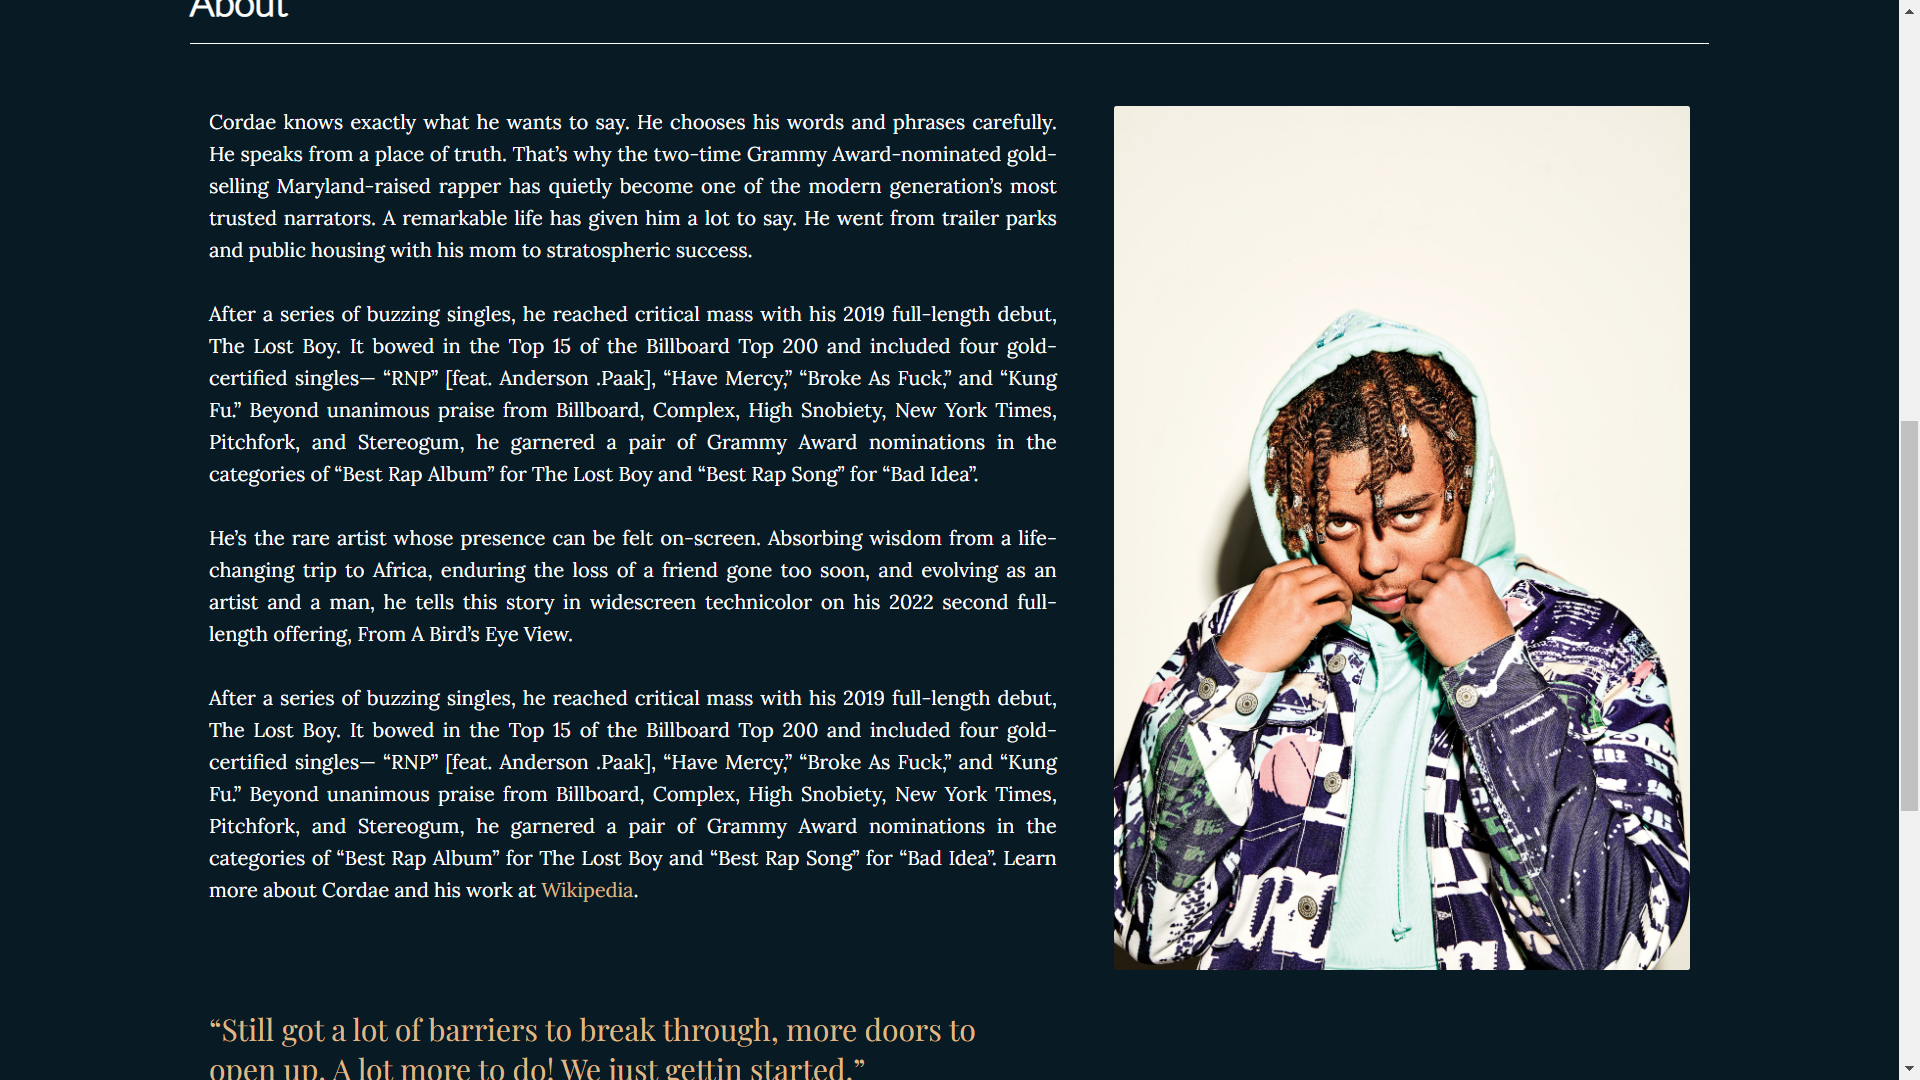 About
Cordae knows exactly what he wants to say. He chooses his words and phrases carefully.
He speaks from a place of truth. That’s why the two-time Grammy Award-nominated gold-
selling Maryland-raised rapper has quietly become one of the modern generation’s most
trusted narrators. A remarkable life has given him a lot to say. He went from trailer parks
and public housing with his mom to stratospheric success.
After a series of buzzing singles, he reached critical mass with his 2019 full-length debut,
The Lost Boy. It bowed in the Top 15 of the Billboard Top 200 and included four gold-
certified singles— “RNP” [feat. Anderson .Paak], “Have Mercy,” “Broke As Fuck,” and “Kung
Fu.” Beyond unanimous praise from Billboard, Complex, High Snobiety, New York Times,
Pitchfork, and Stereogum, he garnered a pair of Grammy Award nominations in the
categories of “Best Rap Album” for The Lost Boy and “Best Rap Song” for “Bad Idea”.
He’s the rare artist whose presence can be felt on-screen. Absorbing wisdom from a life-
changing trip to Africa, enduring the loss of a friend gone too soon, and evolving as an
artist and a man, he tells this story in widescreen technicolor on his 2022 second full-
length offering, From A Bird’s Eye View.
After a series of buzzing singles, he reached critical mass with his 2019 full-length debut,
The Lost Boy. It bowed in the Top 15 of the Billboard Top 200 and included four gold-
certified singles— “RNP” [feat. Anderson .Paak], “Have Mercy,” “Broke As Fuck,” and “Kung
Fu.” Beyond unanimous praise from Billboard, Complex, High Snobiety, New York Times,
Pitchfork, and Stereogum, he garnered a pair of Grammy Award nominations in the
categories of “Best Rap Album” for The Lost Boy and “Best Rap Song” for “Bad Idea”. Learn
more about Cordae and his work at Wikipedia.
“Still got a lot of barriers to break through, more doors to
open up. A lot more to do! We just gettin started.”